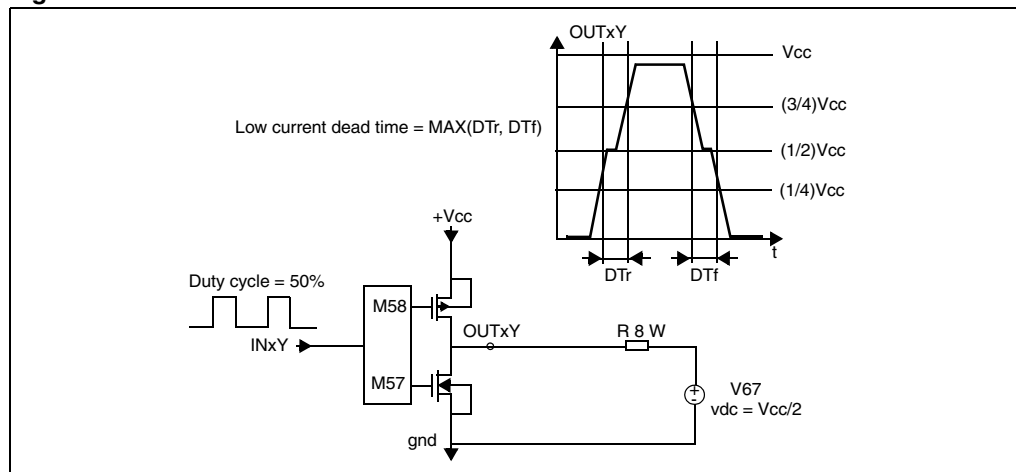 OUTxY
Vcc
(3/4)Vcc
Low current dead time = MAX(DTr, DTf)
(1/2)Vcc
(1/4)Vcc
+Vcc
t
DTr
DTf
Duty cycle = 50%
M58
OUTxY
R 8 W
INxY
M57
V67
vdc = Vcc/2
gnd
+
-